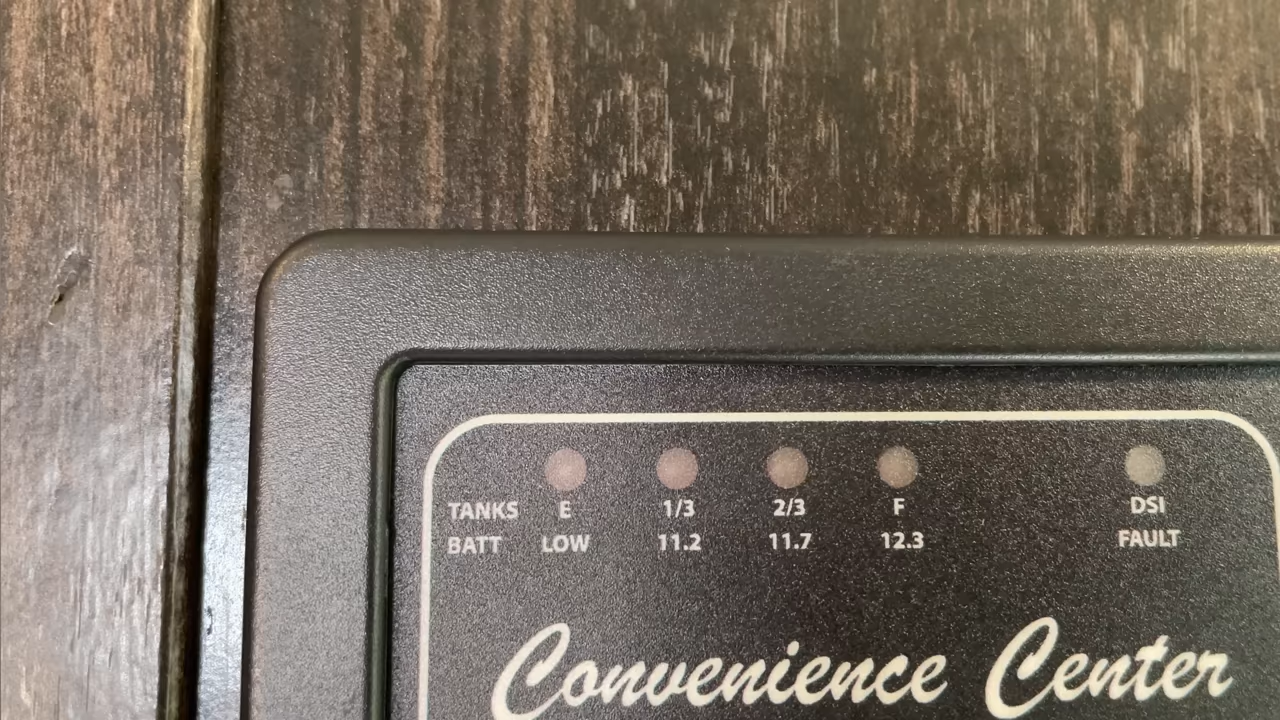 TANKS E 1/3 2/3 F DSI
BATT LOW 11.2 11.7 12.3 FAULT
Convenience Center